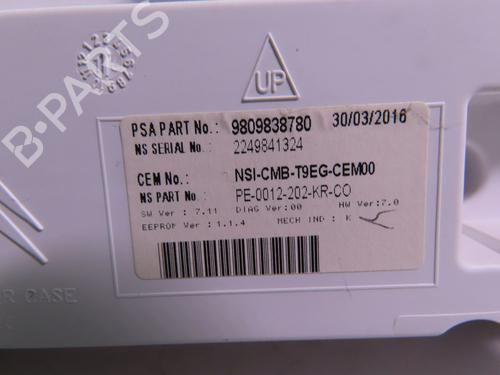 B-PARTS
UP
PSA PART No.: 9809838780 30/03/2016
NS SERIAL No.: 2249841324
CEM No.: NSI-CMB-T9EG-CEM00
NS PART No.: PE-0012-202-KR-CO
SW Ver : 7.11 DIAG Ver:00 HW Ver: 7.0
EEPROM Ver : 1.1.4 MECH IND : K
R CASE